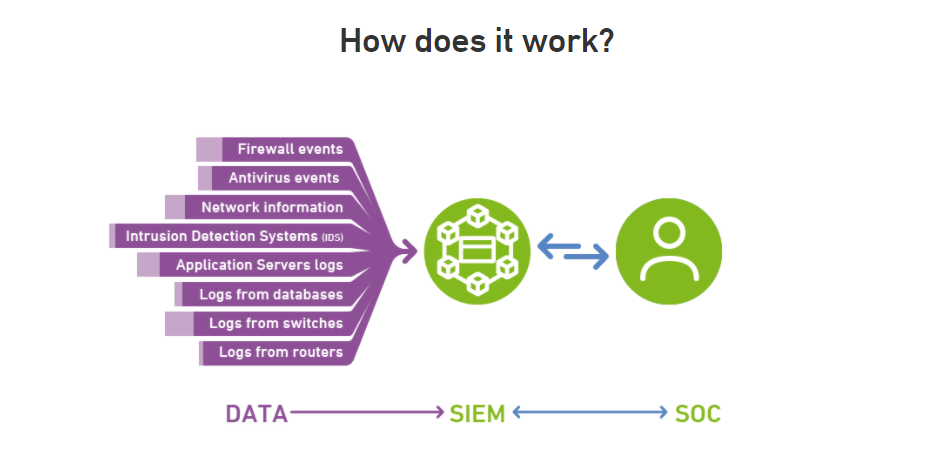 How does it work?
Firewall events
Antivirus events
Network information
Intrusion Detection Systems (IDS)
Application Servers logs
Logs from databases
Logs from switches
Logs from routers
DATA
SIEM
SOC